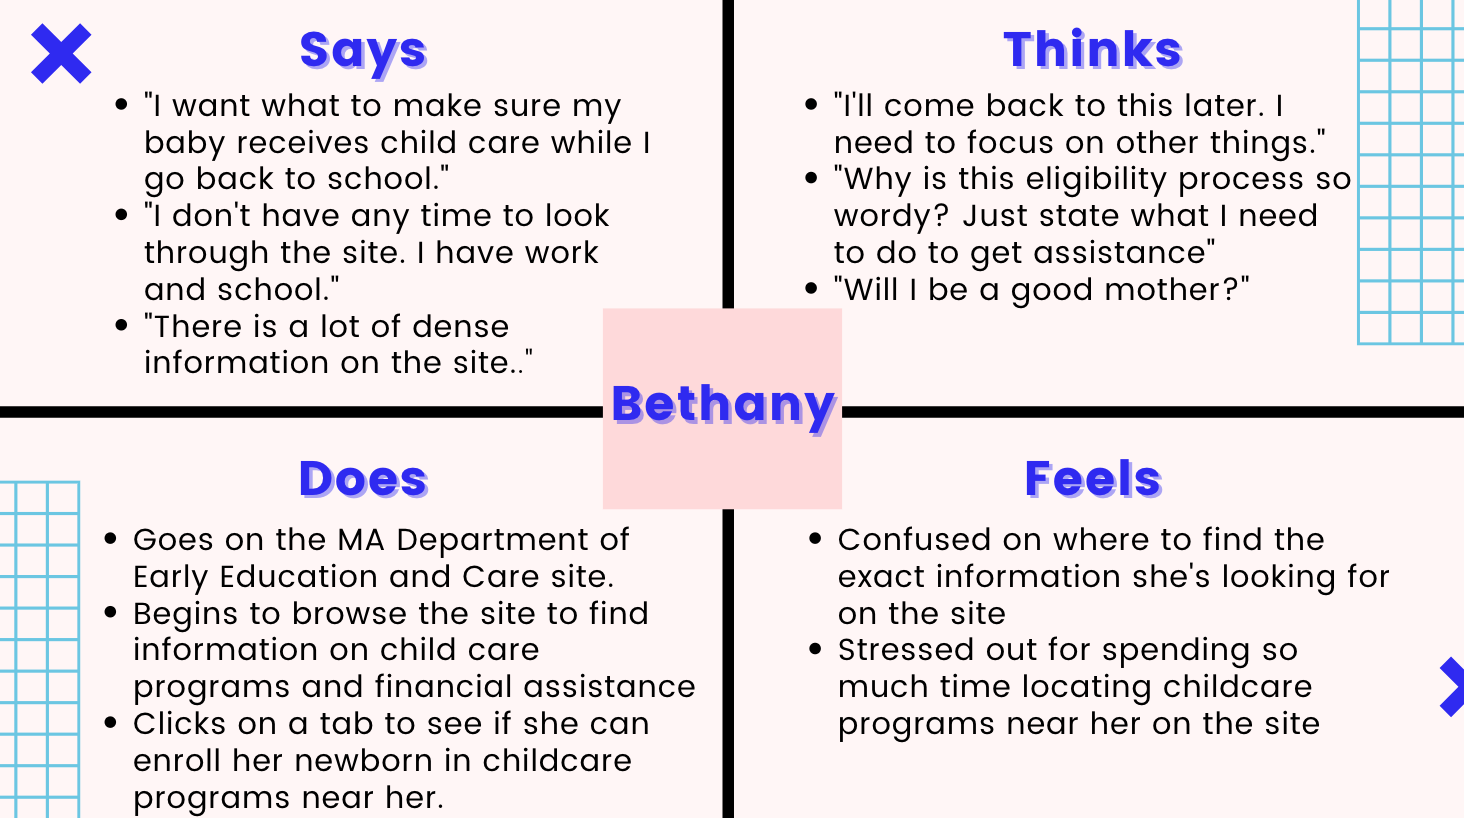 Says
• "I want what to make sure my
baby receives child care while I
go back to school."
• "I don't have any time to look
through the site. I have work
and school."
• "There is a lot of dense
information on the site.."
Thinks
• "I'll come back to this later. I
need to focus on other things."
• "Why is this eligibility process so
wordy? Just state what I need
to do to get assistance"
• "Will I be a good mother?"
Bethany
Does
• Goes on the MA Department of
Early Education and Care site.
• Begins to browse the site to find
information on child care
programs and financial assistance
• Clicks on a tab to see if she can
enroll her newborn in childcare
programs near her.
Feels
• Confused on where to find the
exact information she's looking for
on the site
• Stressed out for spending so
much time locating childcare
programs near her on the site